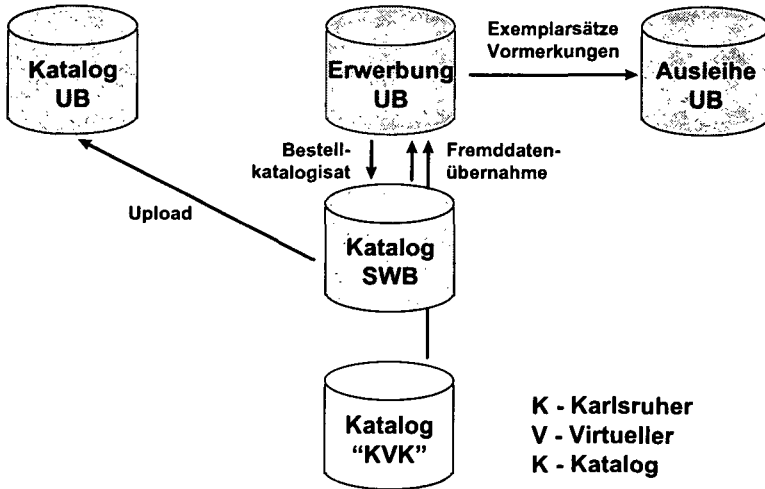 Exemplarsätze
Vormerkungen
Katalog
UB
Erwerbung
UB
Ausleihe
UB
Bestell-
katalogisat
Fremddaten-
übernahme
Upload
Katalog
SWB
Katalog
“KVK”
K - Karlsruher
V - Virtueller
K - Katalog